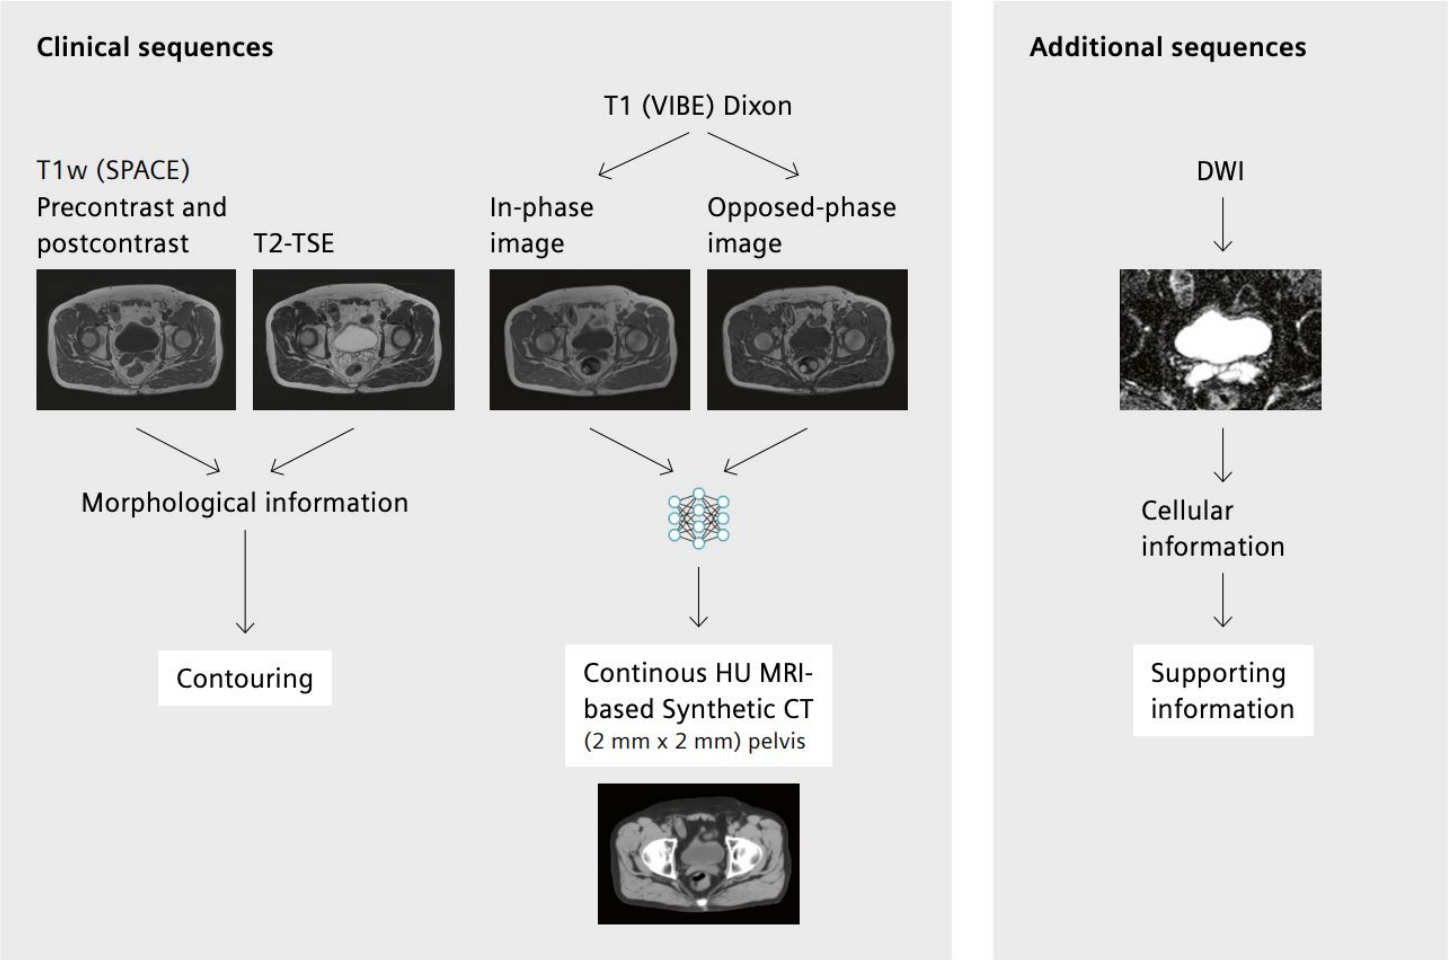 Clinical sequences
T1w (SPACE)
Precontrast and
postcontrast
T2-TSE
T1 (VIBE) Dixon
In-phase
image
Opposed-phase
image
Morphological information
Contouring
Continous HU MRI-
based Synthetic CT
(2 mm x 2 mm) pelvis
Additional sequences
DWI
Cellular
information
Supporting
information